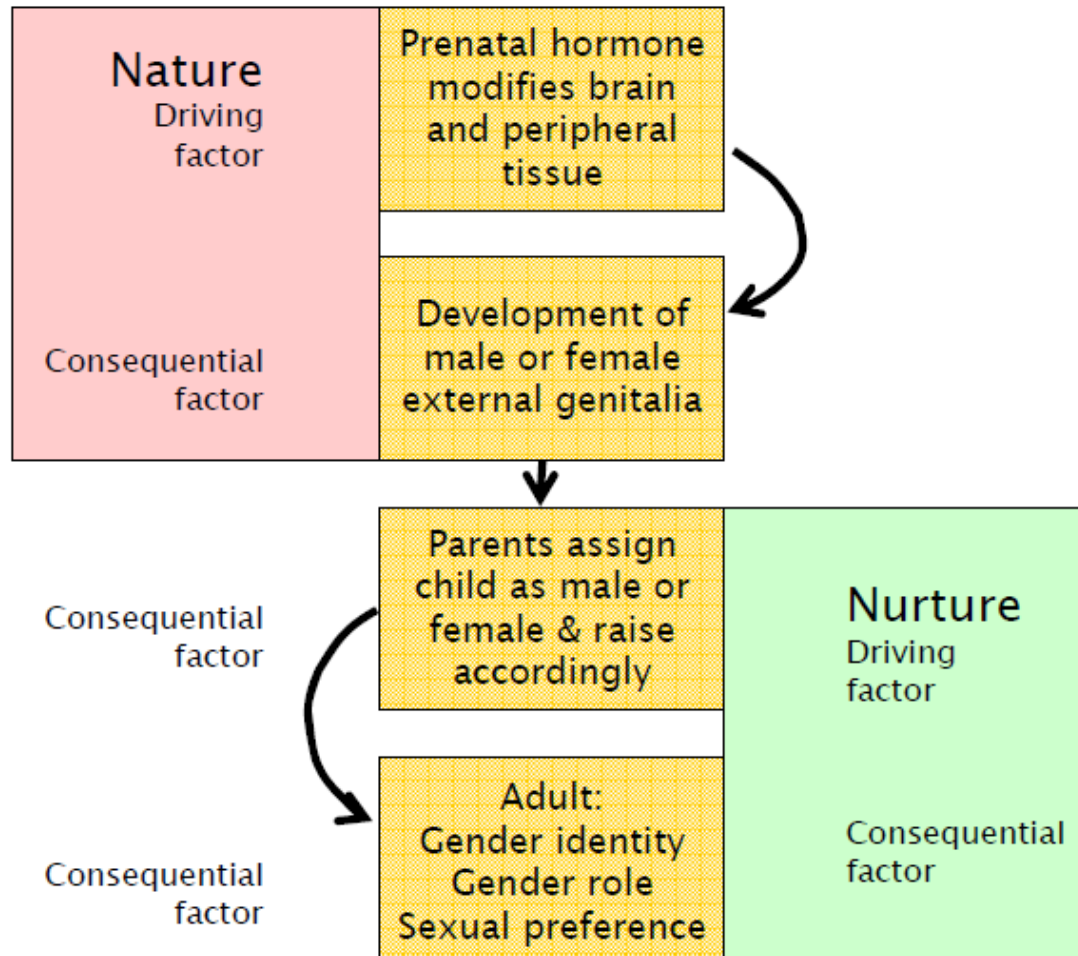 Nature
Driving
factor
Prenatal hormone
modifies brain
and peripheral
tissue
Consequential
factor
Development of
male or female
external genitalia
Consequential
factor
Parents assign
child as male or
female & raise
accordingly
Nurture
Driving
factor
Consequential
factor
Adult:
Gender identity
Gender role
Sexual preference
Consequential
factor